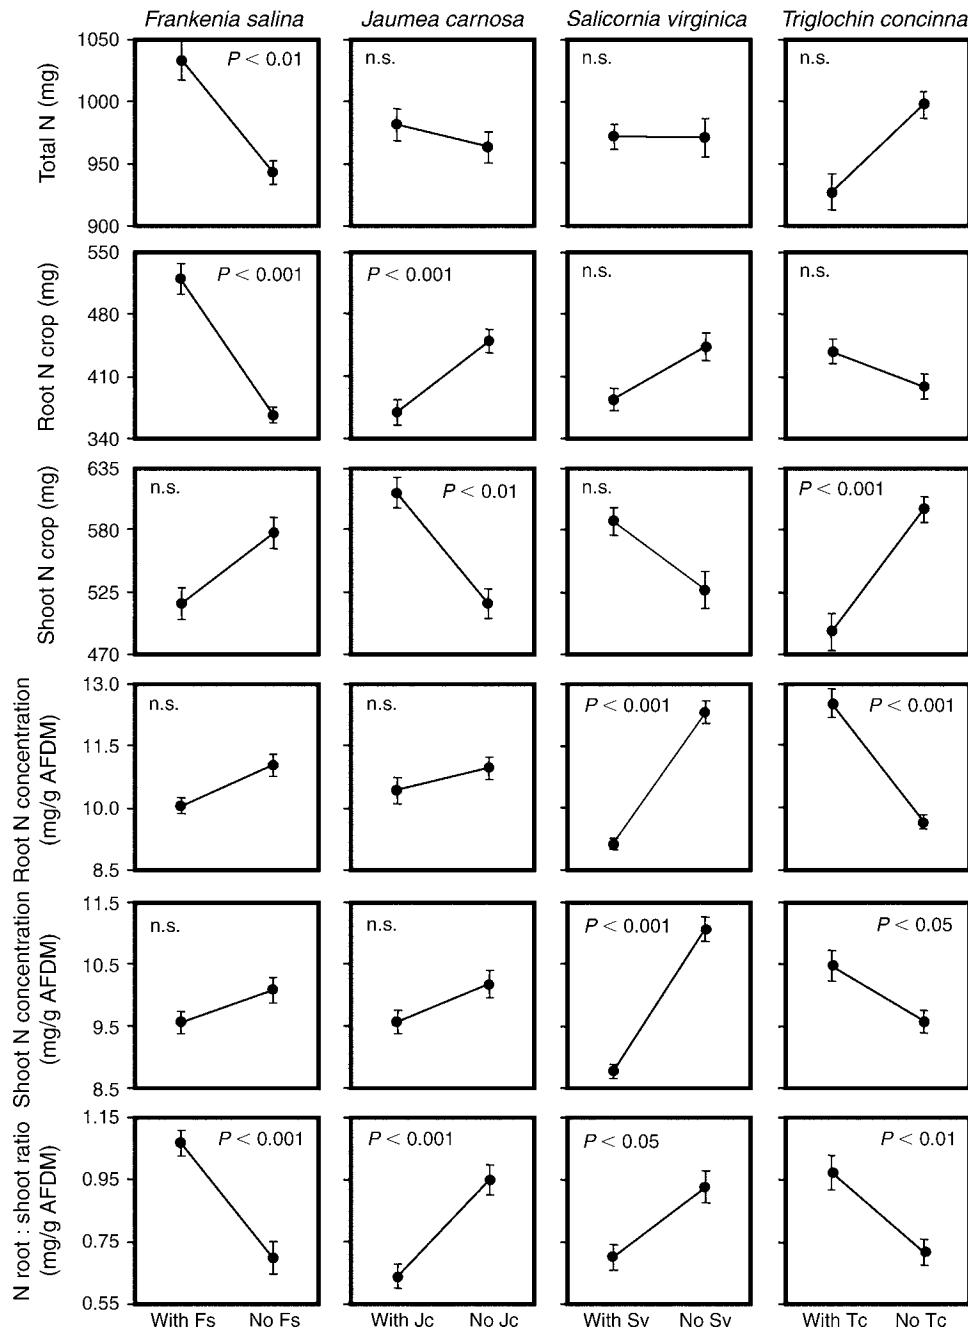 Frankenia salina Jaumea carnosa Salicornia virginica Triglochin concinna
Total N (mg)
1050
1000
950
900
P < 0.01
n.s.
n.s.
n.s.
Root N crop (mg)
550
480
410
340
P < 0.001
P < 0.001
n.s.
n.s.
Shoot N crop (mg)
635
580
525
470
n.s.
P < 0.01
n.s.
P < 0.001
Root N concentration
(mg/g AFDM)
13.0
11.5
10.0
8.5
n.s.
n.s.
P < 0.001
P < 0.001
Shoot N concentration
(mg/g AFDM)
11.5
10.5
9.5
8.5
n.s.
n.s.
P < 0.001
P < 0.05
N root : shoot ratio
(mg/g AFDM)
1.15
0.95
0.75
0.55
P < 0.001
P < 0.001
P < 0.05
P < 0.01
With Fs No Fs With Jc No Jc With Sv No Sv With Tc No Tc